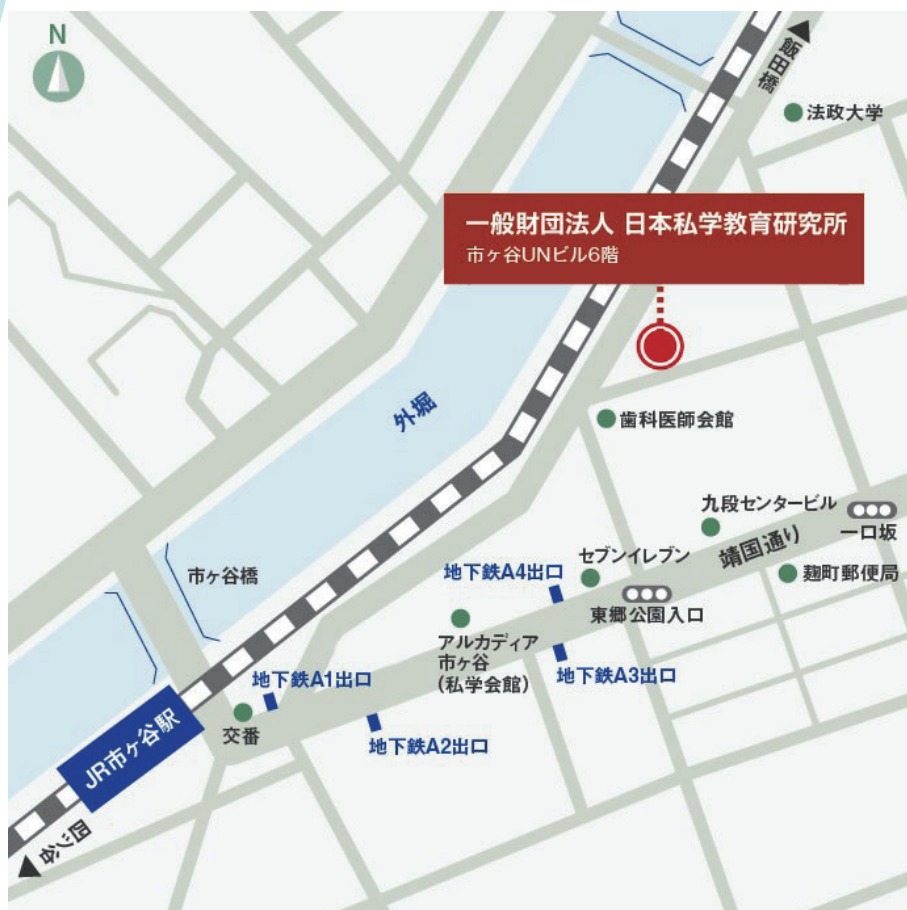 N
飯田橋
法政大学
一般財団法人 日本私学教育研究所
市ヶ谷UNビル6階
外堀
歯科医師会館
九段センタービル
一口坂
靖国通り
市ヶ谷橋
セブンイレブン
地下鉄A4出口
麹町郵便局
東郷公園入口
アルカディア
市ヶ谷
(私学会館)
地下鉄A3出口
地下鉄A1出口
交番
地下鉄A2出口
JR市ヶ谷駅
四ツ谷